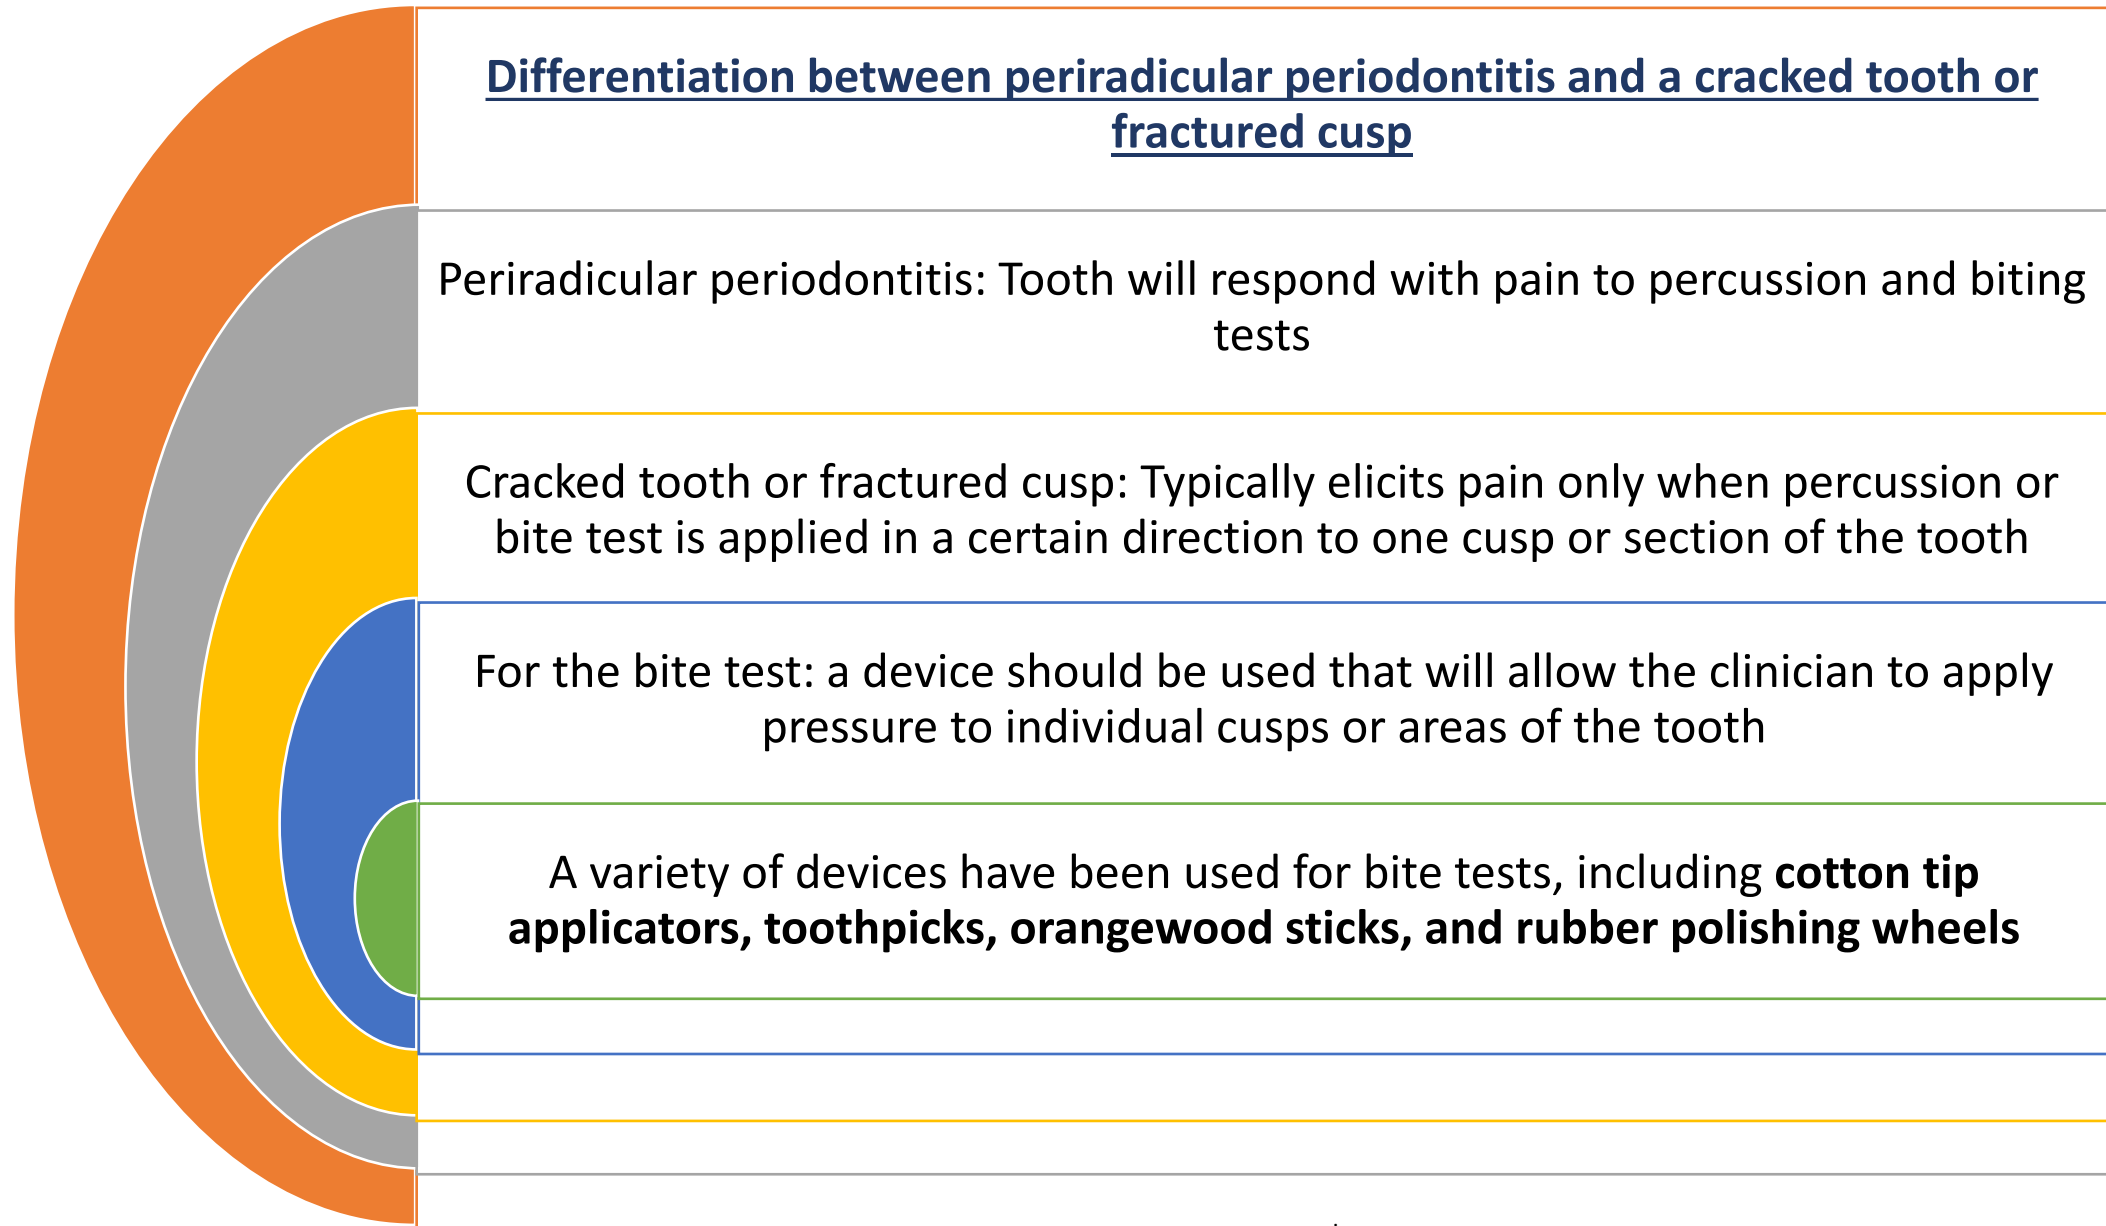 Differentiation between periradicular periodontitis and a cracked tooth or
fractured cusp
Periradicular periodontitis: Tooth will respond with pain to percussion and biting
tests
Cracked tooth or fractured cusp: Typically elicits pain only when percussion or
bite test is applied in a certain direction to one cusp or section of the tooth
For the bite test: a device should be used that will allow the clinician to apply
pressure to individual cusps or areas of the tooth
A variety of devices have been used for bite tests, including cotton tip
applicators, toothpicks, orangewood sticks, and rubber polishing wheels